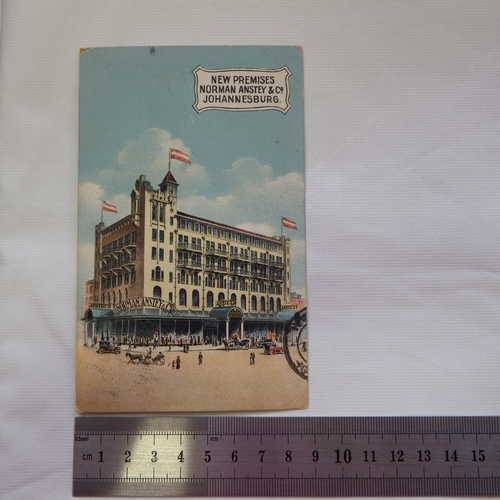 NEW PREMISES
NORMAN ANSTEY & Cº
JOHANNESBURG.
NORMAN ANSTEY & Cº
cm 1 2 3 4 5 6 7 8 9 10 11 12 13 14 15